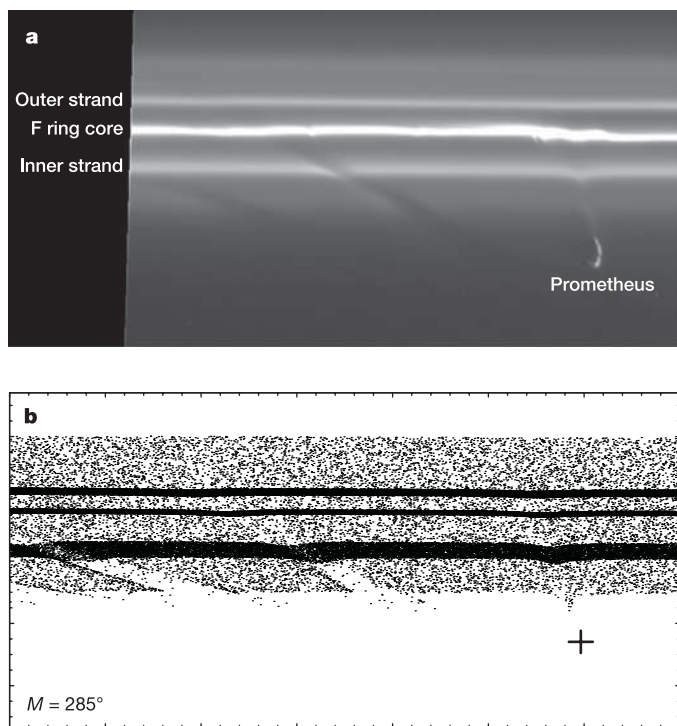 a
Outer strand
F ring core
Inner strand
Prometheus
b
M = 285°